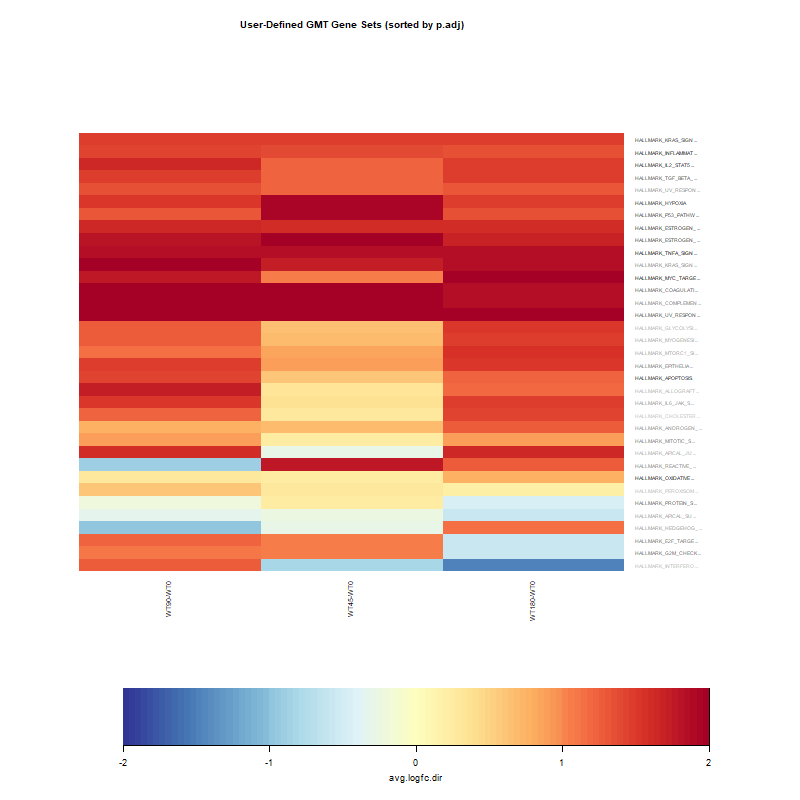 User-Defined GMT Gene Sets (sorted by p.adj)
HALLMARK_KRAS_SIGN...
HALLMARK_INFLAMMAT...
HALLMARK_IL2_STAT5...
HALLMARK_TGF_BETA_...
HALLMARK_UV_RESPON...
HALLMARK_HYPOXIA
HALLMARK_P53_PATHW...
HALLMARK_ESTROGEN_...
HALLMARK_ESTROGEN_...
HALLMARK_TNFA_SIGN...
HALLMARK_KRAS_SIGN...
HALLMARK_MYC_TARGE...
HALLMARK_COAGULATI...
HALLMARK_COMPLEMEN...
HALLMARK_UV_RESPON...
HALLMARK_GLYCOLYSI...
HALLMARK_MYOGENESI...
HALLMARK_MTORC1_SI...
HALLMARK_EPITHELIA...
HALLMARK_APOPTOSIS
HALLMARK_ALLOGRAFT...
HALLMARK_IL6_JAK_S...
HALLMARK_CHOLESTER...
HALLMARK_ANDROGEN_...
HALLMARK_MITOTIC_S...
HALLMARK_APICAL_JU...
HALLMARK_REACTIVE_...
HALLMARK_OXIDATIVE...
HALLMARK_PEROXISOM...
HALLMARK_PROTEIN_S...
HALLMARK_APICAL_SU...
HALLMARK_HEDGEHOG_...
HALLMARK_E2F_TARGE...
HALLMARK_G2M_CHECK...
HALLMARK_INTERFERO...
WT90-WT0
WT45-WT0
WT180-WT0
-2
-1
0
1
2
avg.logfc.dir